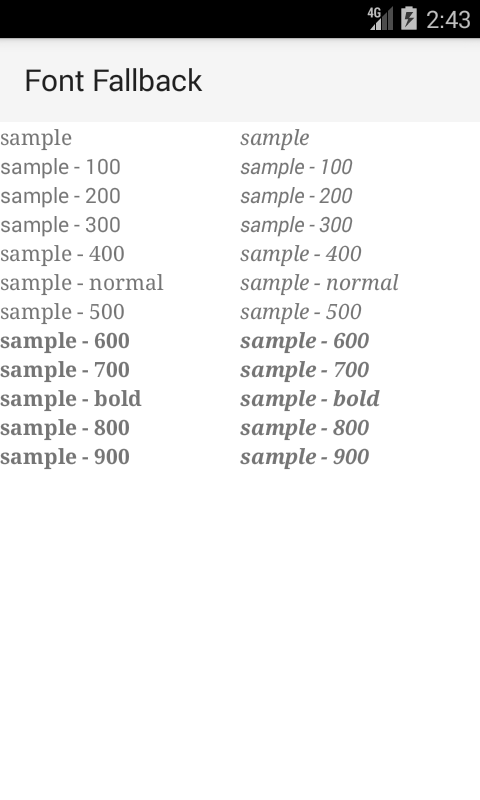 4G 2:43
Font Fallback
sample sample
sample - 100 sample - 100
sample - 200 sample - 200
sample - 300 sample - 300
sample - 400 sample - 400
sample - normal sample - normal
sample - 500 sample - 500
sample - 600 sample - 600
sample - 700 sample - 700
sample - bold sample - bold
sample - 800 sample - 800
sample - 900 sample - 900